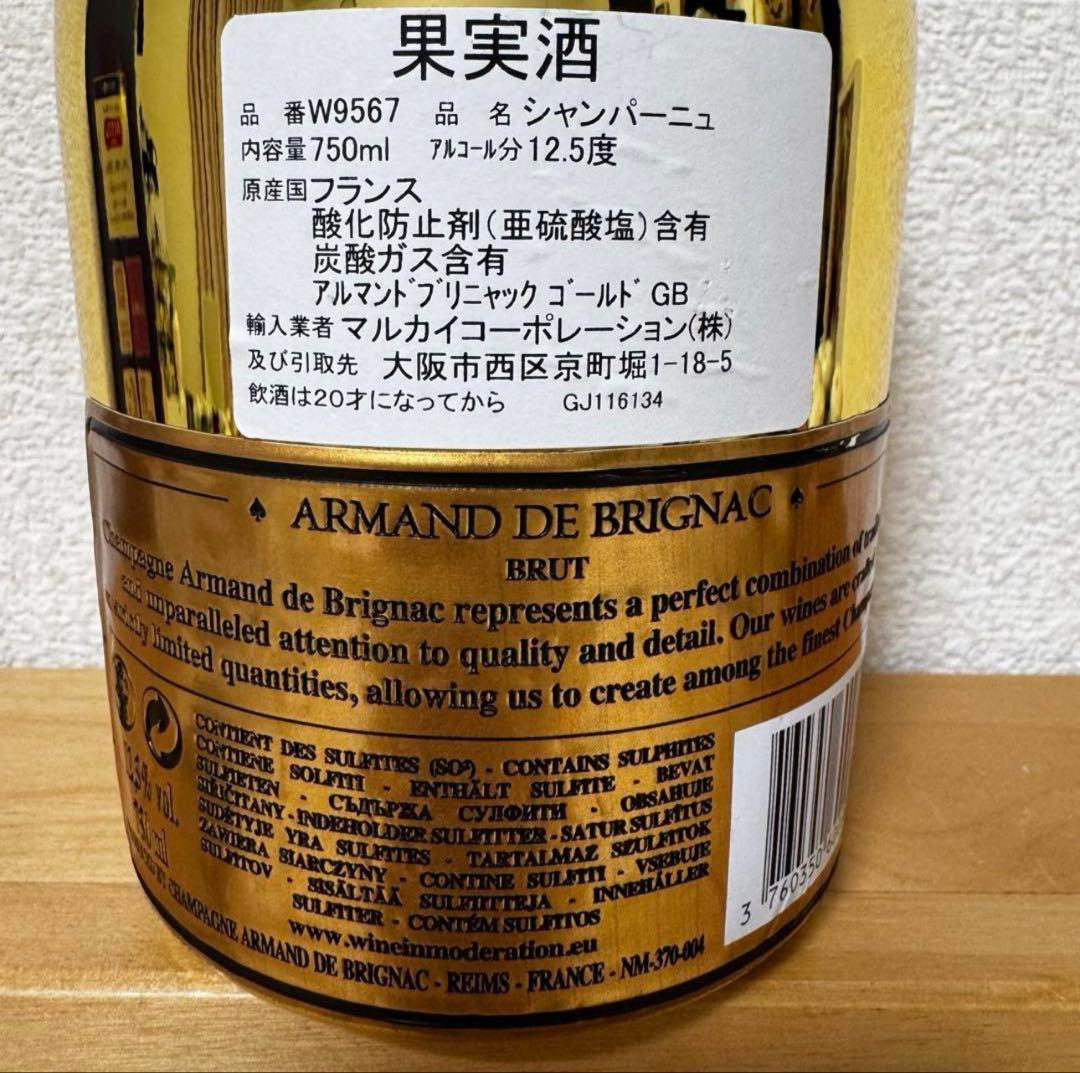 果実酒
品 番W9567 品 名 シャンパーニュ
内容量750ml ｱﾙｺｰﾙ分12.5度
原産国フランス
酸化防止剤(亜硫酸塩)含有
炭酸ガス含有
ｱﾙﾏﾝﾄﾞﾌﾞﾘﾆｬｯｸ ｺﾞｰﾙﾄﾞ GB
輸入業者 マルカイコーポレーション(株)
及び引取先 大阪市西区京町堀1-18-5
飲酒は20才になってから GJ116134
♠ ARMAND DE BRIGNAC ♠
BRUT
Champagne Armand de Brignac represents a perfect combination of
and unparalleled attention to quality and detail. Our wines are
strictly limited quantities, allowing us to create among the finest
CONTIENT DES SULFITES (SO²) - CONTAINS SULPHITES
CONTIENE SOLFITI - ENTHÄLT SULFITE - BEVAT
SULFIETEN - СЪДЪРЖА СУЛФИТИ - OBSAHUJE
SIŘIČITANY - INDEHOLDER SULFITTER - SATUR SULFĪTUS
SUDĖTYJE YRA SULFITES - TARTALMAZ SZULFITOK
ZAWIERA SIARCZYNY - CONTINE SULFITI - VSEBUJE
SULFITOV - SISÄLTÄÄ SULFIITTEJA - INNEHÅLLER
SULFITER - CONTÉM SULFITOS
www.wineinmoderation.eu
12.5% vol.
750 ml
BY CHAMPAGNE ARMAND DE BRIGNAC - REIMS - FRANCE - NM-370-004
3 760350